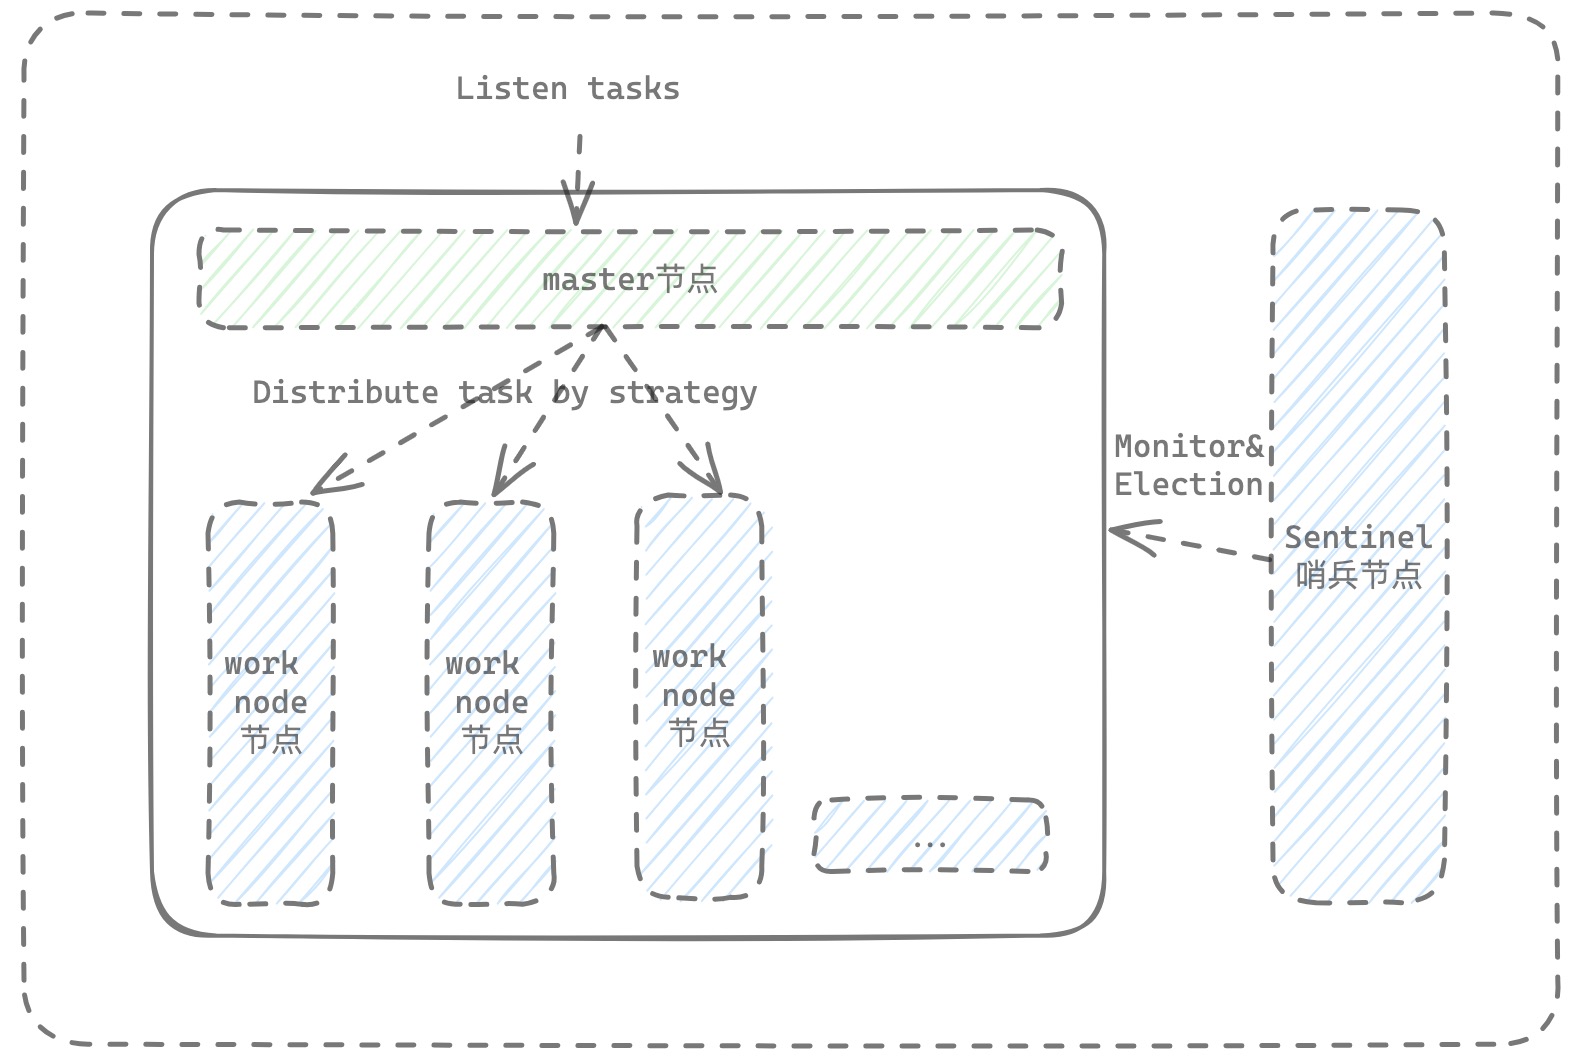 Listen tasks
master节点
Distribute task by strategy
Monitor&
Election
Sentinel
哨兵节点
work
node
节点
work
node
节点
work
node
节点
...